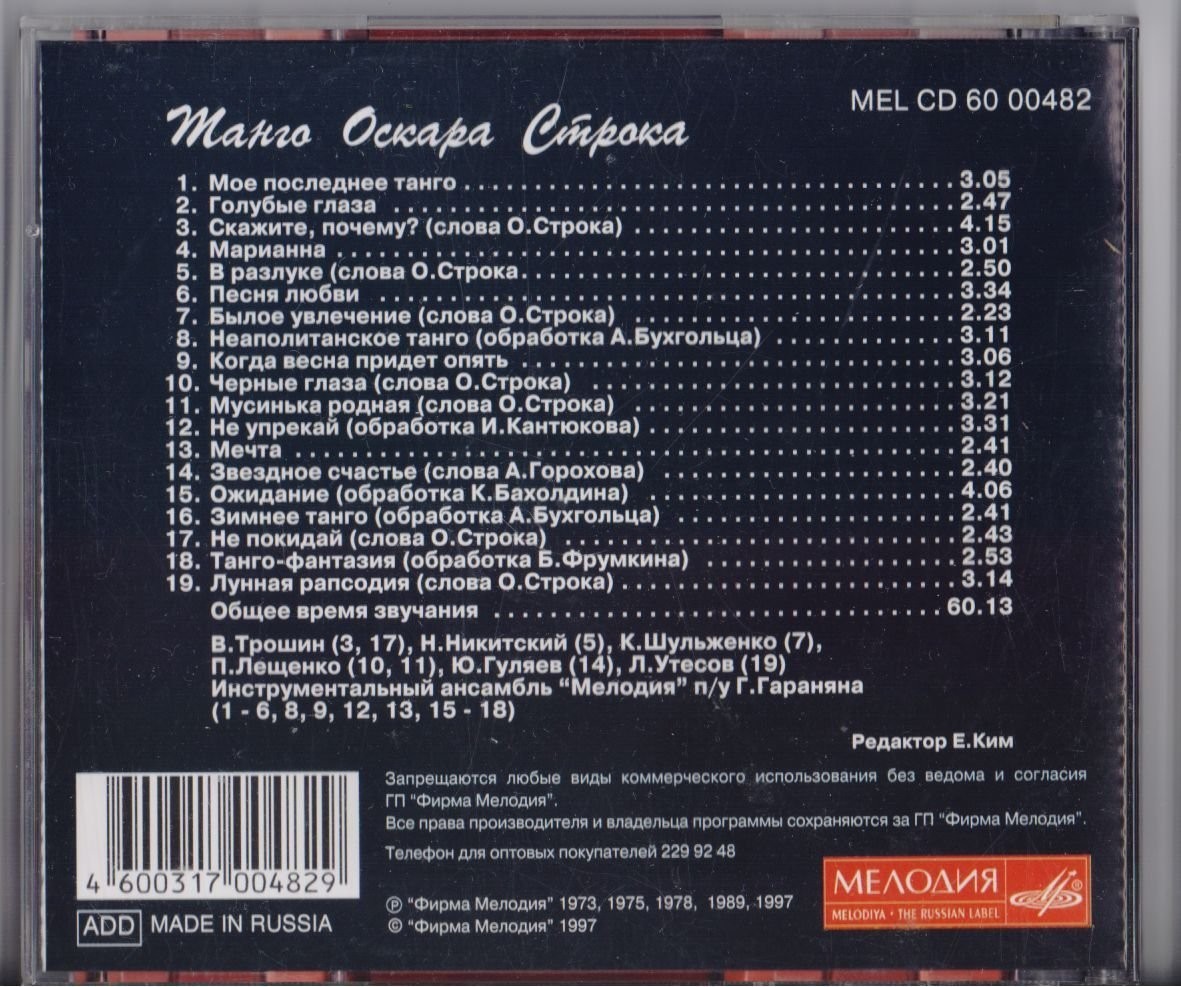 MEL CD 60 00482
Танго Оскара Строка
1. Мое последнее танго ........ 3.05
2. Голубые глаза ........ 2.47
3. Скажите, почему? (слова О.Строка) ........ 4.15
4. Марианна ........ 3.01
5. В разлуке (слова О.Строка ........ 2.50
6. Песня любви ........ 3.34
7. Былое увлечение (слова О.Строка) ........ 2.23
8. Неаполитанское танго (обработка А.Бухгольца) ........ 3.11
9. Когда весна придет опять ........ 3.06
10. Черные глаза (слова О.Строка) ........ 3.12
11. Мусинька родная (слова О.Строка) ........ 3.21
12. Не упрекай (обработка И.Кантюкова) ........ 3.31
13. Мечта ........ 2.41
14. Звездное счастье (слова А.Горохова) ........ 2.40
15. Ожидание (обработка К.Бахолдина) ........ 4.06
16. Зимнее танго (обработка А.Бухгольца) ........ 2.41
17. Не покидай (слова О.Строка) ........ 2.43
18. Танго-фантазия (обработка Б.Фрумкина) ........ 2.53
19. Лунная рапсодия (слова О.Строка) ........ 3.14
Общее время звучания ........ 60.13
В.Трошин (3, 17), Н.Никитский (5), К.Шульженко (7),
П.Лещенко (10, 11), Ю.Гуляев (14), Л.Утесов (19)
Инструментальный ансамбль "Мелодия" п/у Г.Гараняна
(1 - 6, 8, 9, 12, 13, 15 - 18)
Редактор Е.Ким
Запрещаются любые виды коммерческого использования без ведома и согласия
ГП "Фирма Мелодия".
Все права производителя и владельца программы сохраняются за ГП "Фирма Мелодия".
Телефон для оптовых покупателей 229 92 48
4 600317 004829
ADD MADE IN RUSSIA
℗ "Фирма Мелодия" 1973, 1975, 1978, 1989, 1997
© "Фирма Мелодия" 1997
МЕЛОДИЯ
MELODIYA · THE RUSSIAN LABEL
®